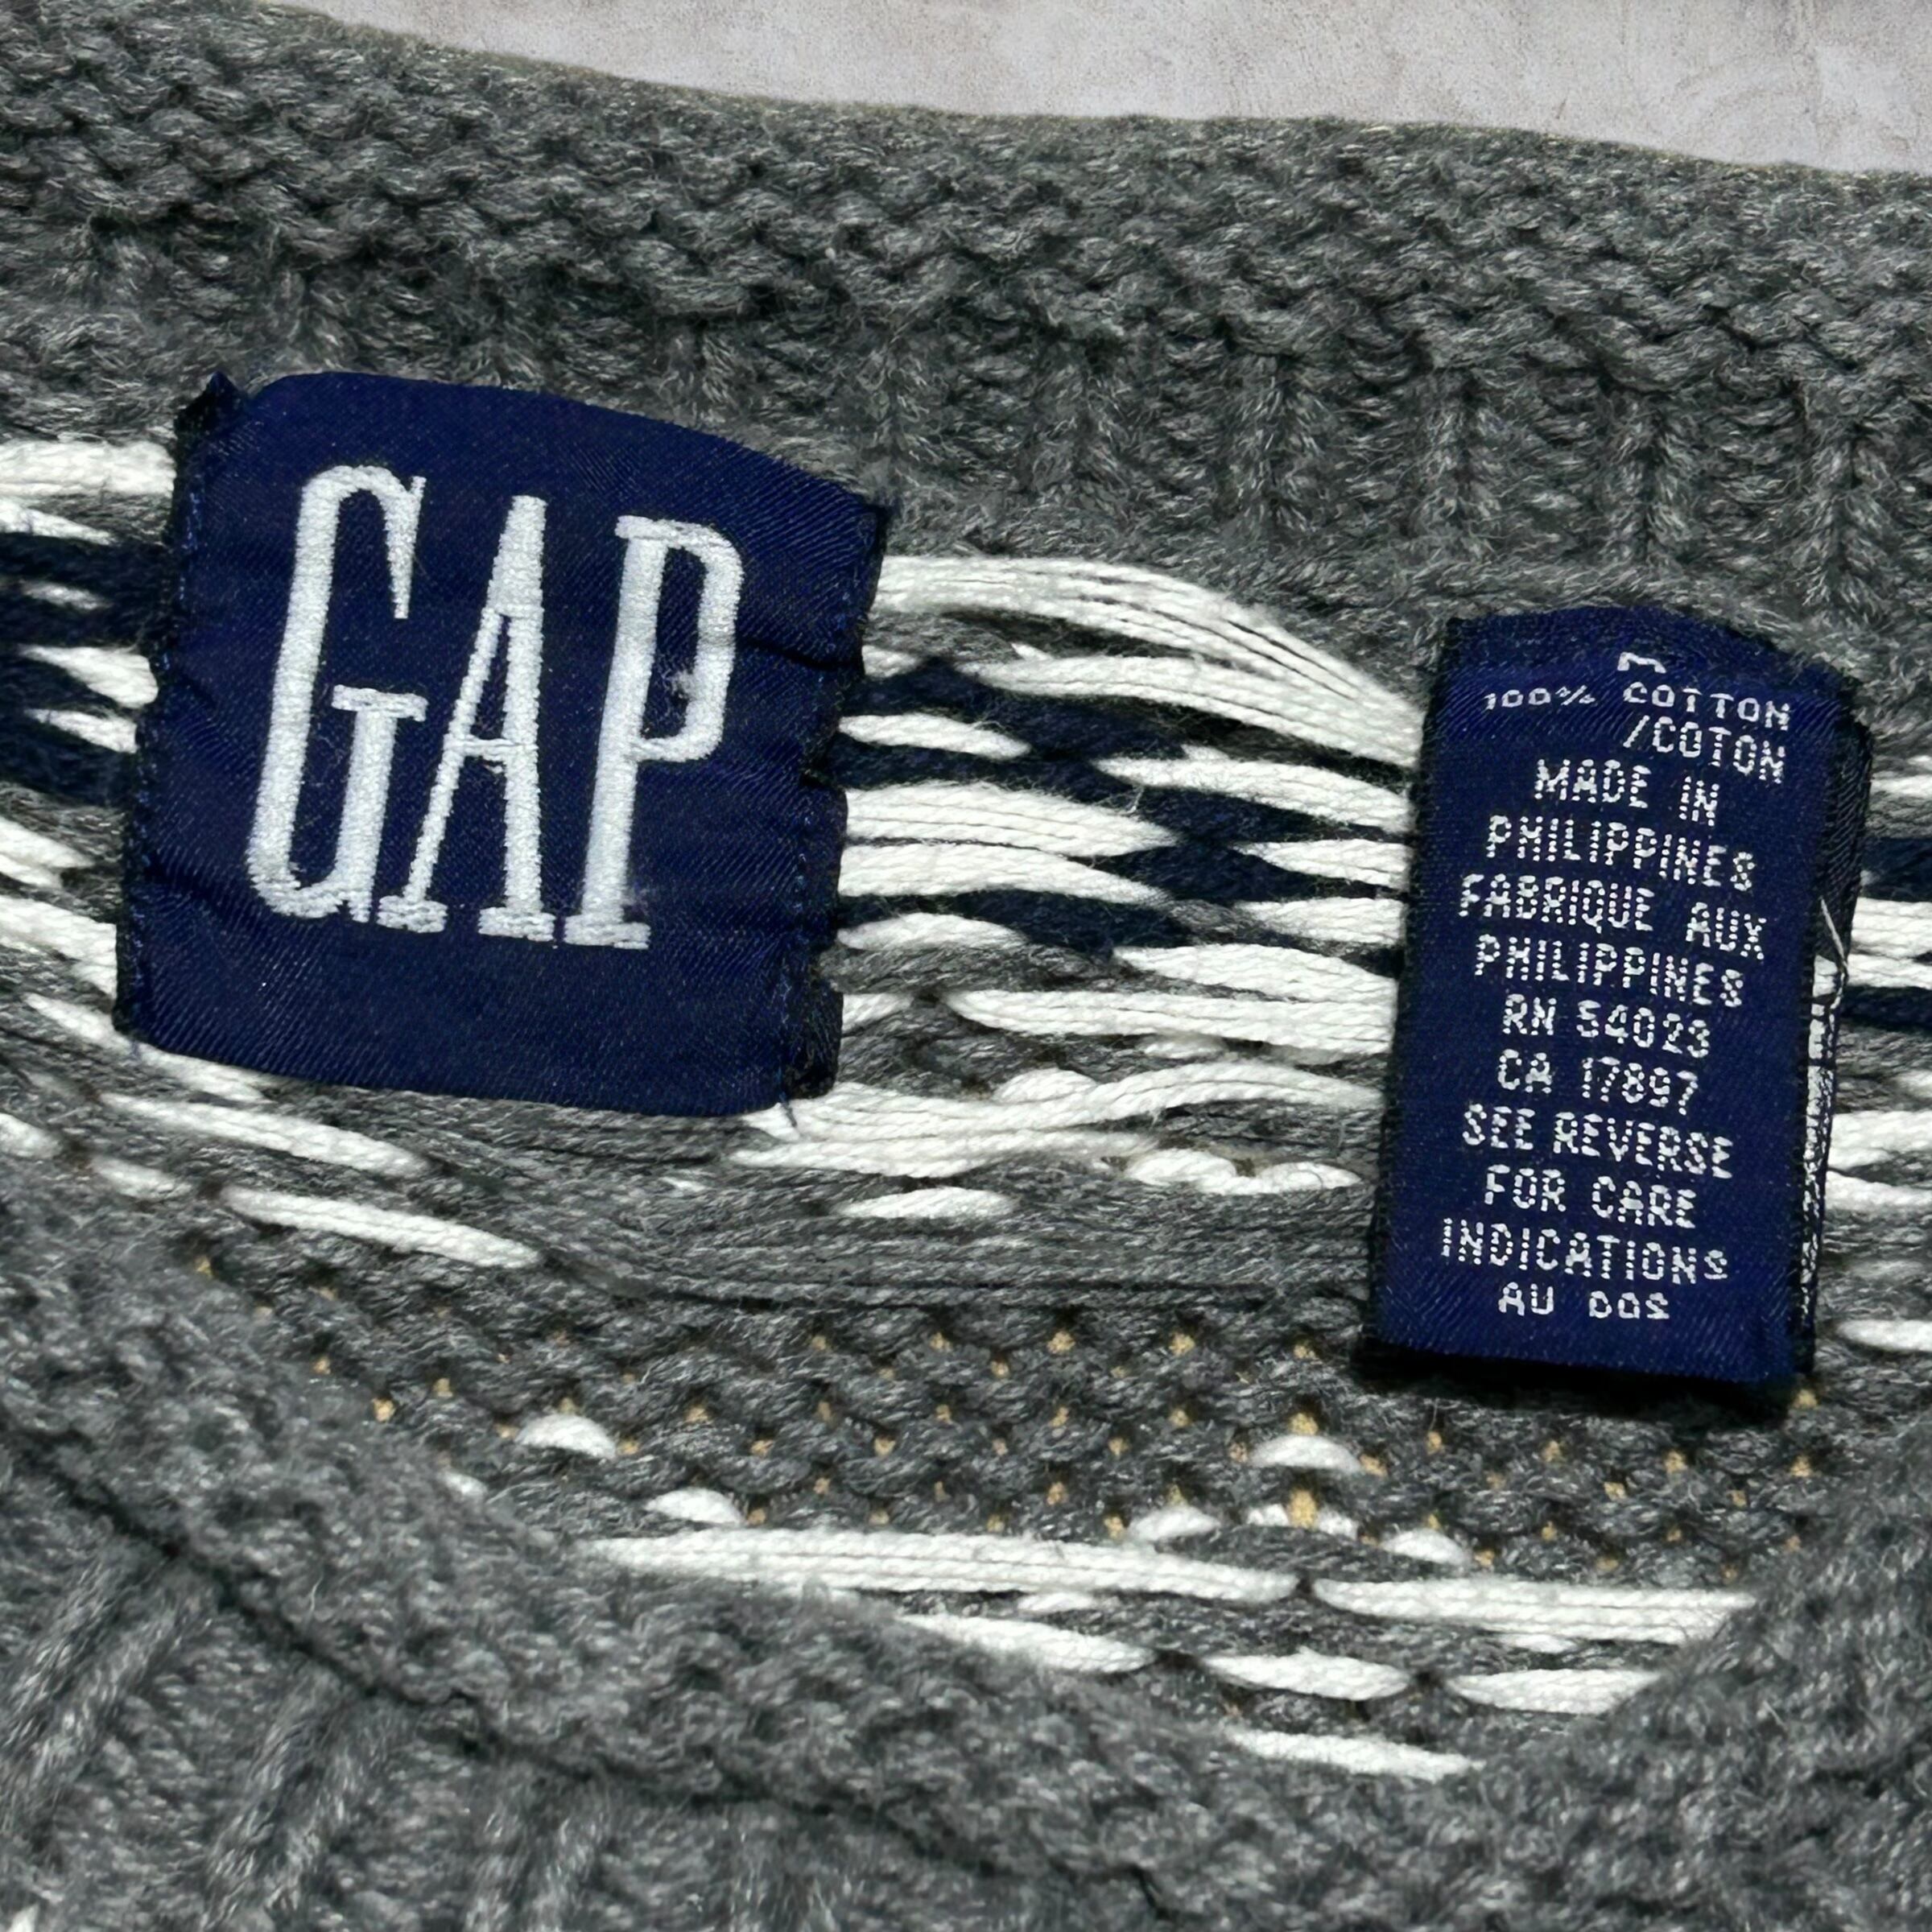 GAP
M
100% COTTON
/COTON
MADE IN
PHILIPPINES
FABRIQUE AUX
PHILIPPINES
RN 54023
CA 17897
SEE REVERSE
FOR CARE
INDICATIONS
AU DOS